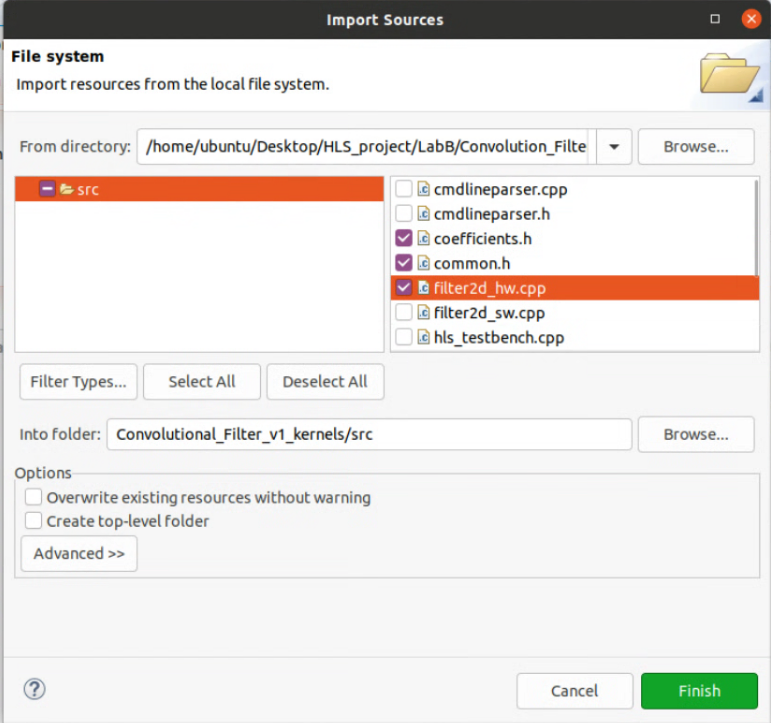 Import Sources
File system
Import resources from the local file system.
From directory: /home/ubuntu/Desktop/HLS_project/LabB/Convolution_Filte Browse...
src
cmdlineparser.cpp
cmdlineparser.h
coefficients.h
common.h
filter2d_hw.cpp
filter2d_sw.cpp
hls_testbench.cpp
Filter Types... Select All Deselect All
Into folder: Convolutional_Filter_v1_kernels/src Browse...
Options
Overwrite existing resources without warning
Create top-level folder
Advanced >>
? Cancel Finish